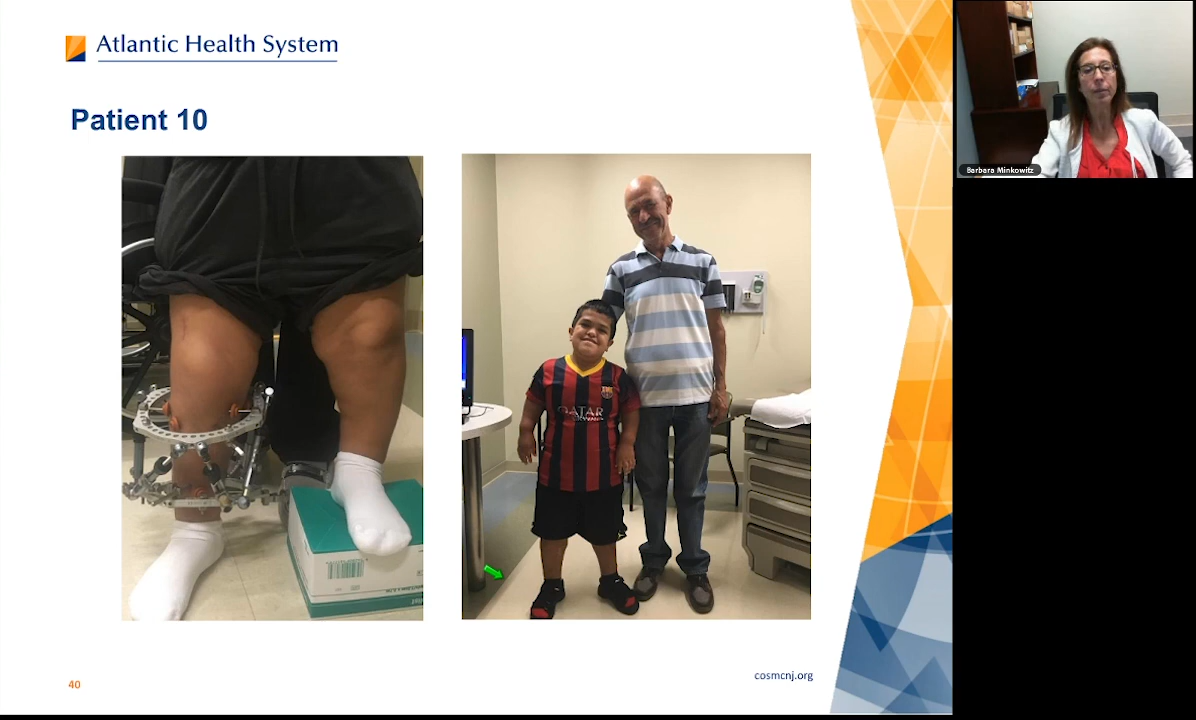 Atlantic Health System
Barbara Minkowitz
Patient 10
QATAR
cosmcnj.org
40